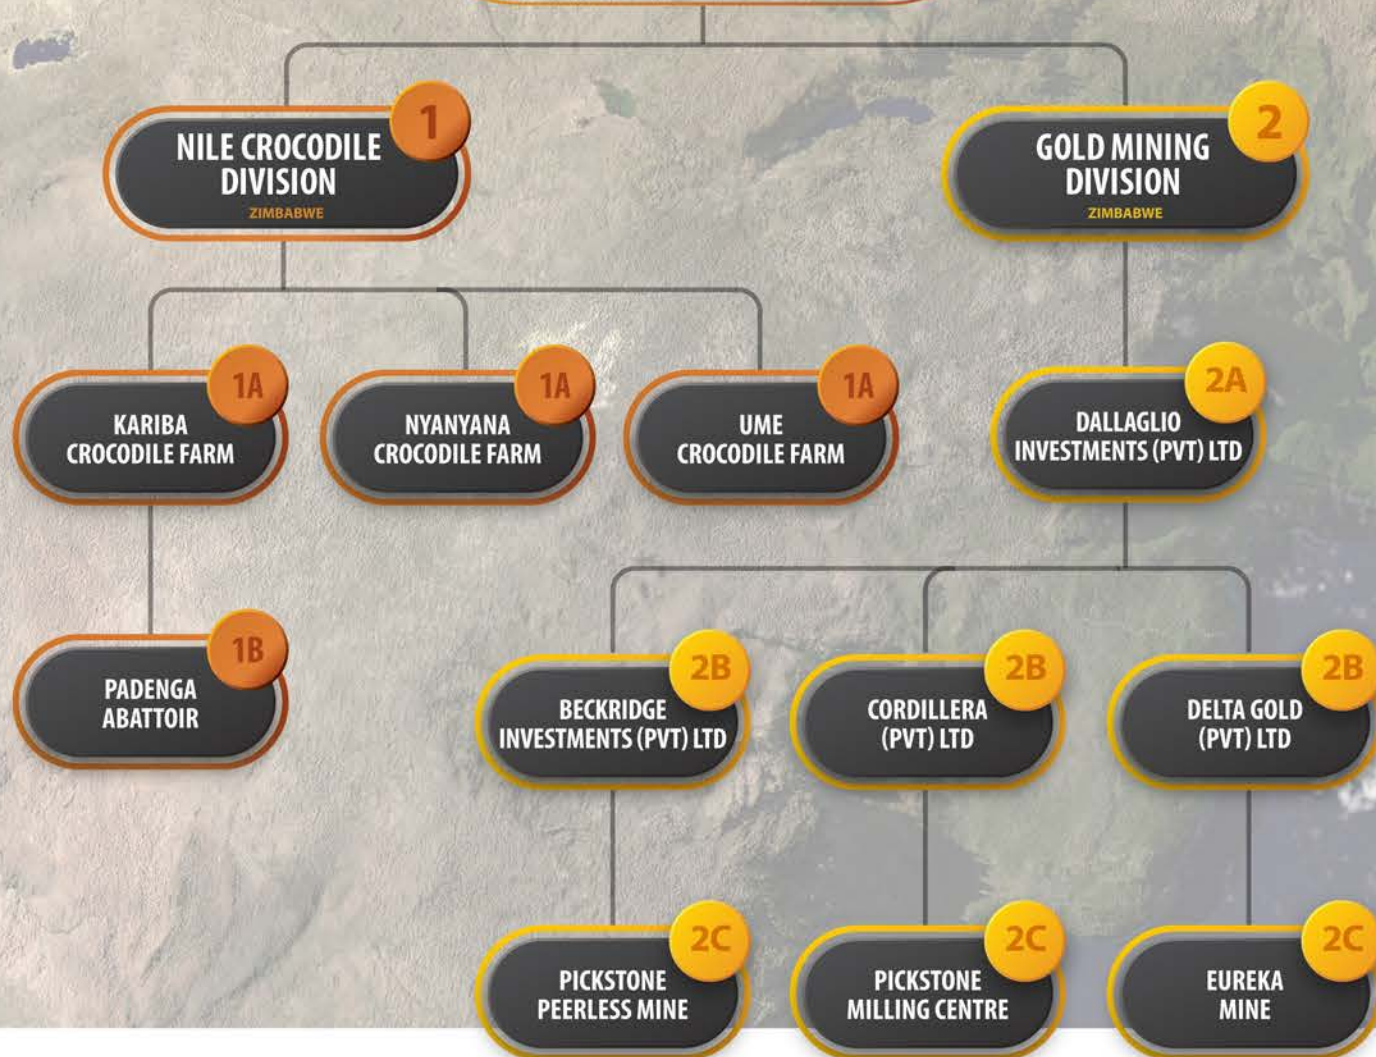 1
NILE CROCODILE
DIVISION
ZIMBABWE
2
GOLD MINING
DIVISION
ZIMBABWE
1A
KARIBA
CROCODILE FARM
1A
NYANYANA
CROCODILE FARM
1A
UME
CROCODILE FARM
2A
DALLAGLIO
INVESTMENTS (PVT) LTD
1B
PADENGA
ABATTOIR
2B
BECKRIDGE
INVESTMENTS (PVT) LTD
2B
CORDILLERA
(PVT) LTD
2B
DELTA GOLD
(PVT) LTD
2C
PICKSTONE
PEERLESS MINE
2C
PICKSTONE
MILLING CENTRE
2C
EUREKA
MINE